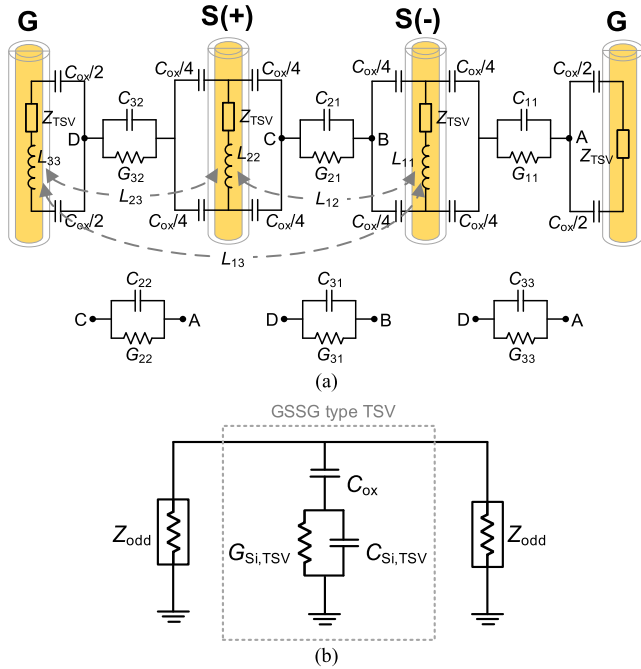 G S(+) S(-) G
Cox/2 Cox/4 Cox/4 Cox/4 Cox/4 Cox/2
C32 C21 C11
ZTSV ZTSV ZTSV
D C B A
ZTSV
L33 L22 L11
G32 G21 G11
L23 L12
Cox/2 Cox/4 Cox/4 Cox/4 Cox/4 Cox/2
L13
C22 C31 C33
C A D B D A
G22 G31 G33
(a)
GSSG type TSV
Cox
Zodd GSi,TSV CSi,TSV Zodd
(b)